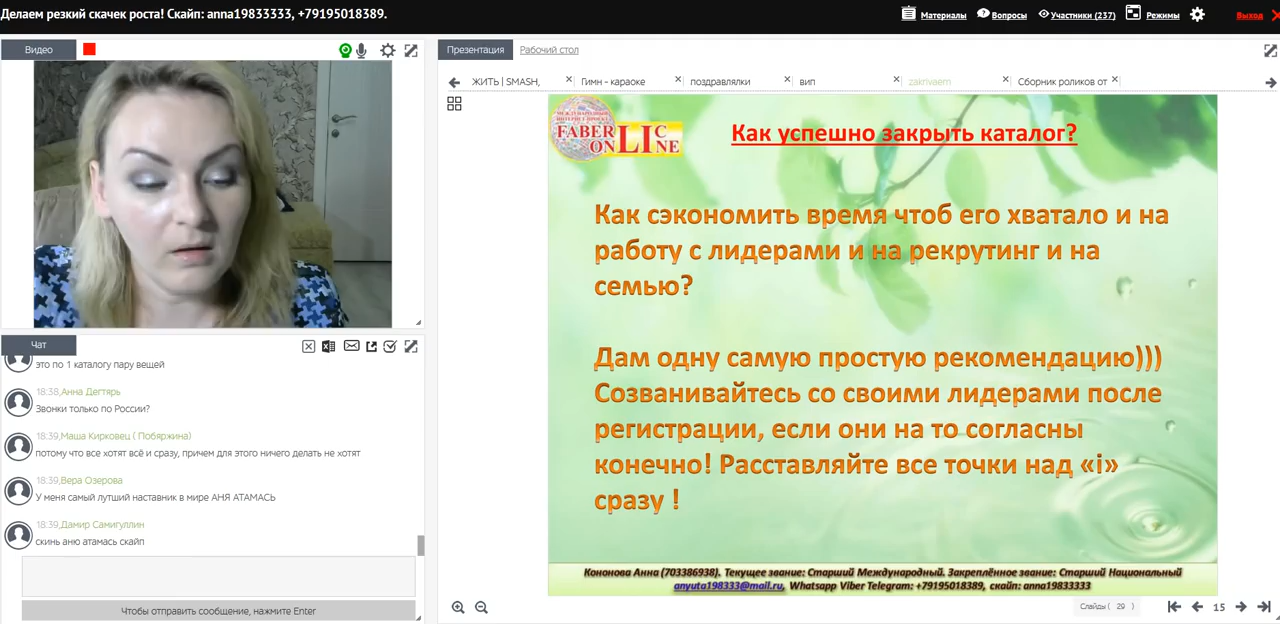 Делаем резкий скачек роста! Скайп: anna19833333, +79195018389.
Материалы
Вопросы
Участники (237)
Режимы
Выход
Видео
Презентация
Рабочий стол
ЖИТЬ | SMASH,
Гимн - караоке
поздравлялки
вип
zakrivaem
Сборник роликов от
МЕЖДУНАРОДНЫЙ
ИНТЕРНЕТ-ПРОЕКТ
FABERLIC
ONLINE
Как успешно закрыть каталог?
Как сэкономить время чтоб его хватало и на
работу с лидерами и на рекрутинг и на
семью?
Дам одну самую простую рекомендацию)))
Созванивайтесь со своими лидерами после
регистрации, если они на то согласны
конечно! Расставляйте все точки над «i»
сразу !
Кононова Анна (703386938). Текущее звание: Старший Международный. Закреплённое звание: Старший Национальный
anyuta198333@mail.ru, Whatsapp Viber Telegram: +79195018389, скайп: anna19833333
Слайды ( 29 )
15
Чат
это по 1 каталогу пару вещей
18:38,Анна Дегтярь
Звонки только по России?
18:39,Маша Кирковец ( Побяржина)
потому что все хотят всё и сразу, причем для этого ничего делать не хотят
18:39,Вера Озерова
У меня самый лутший наставник в мире АНЯ АТАМАСЬ
18:39,Дамир Самигуллин
скинь аню атамась скайп
Чтобы отправить сообщение, нажмите Enter